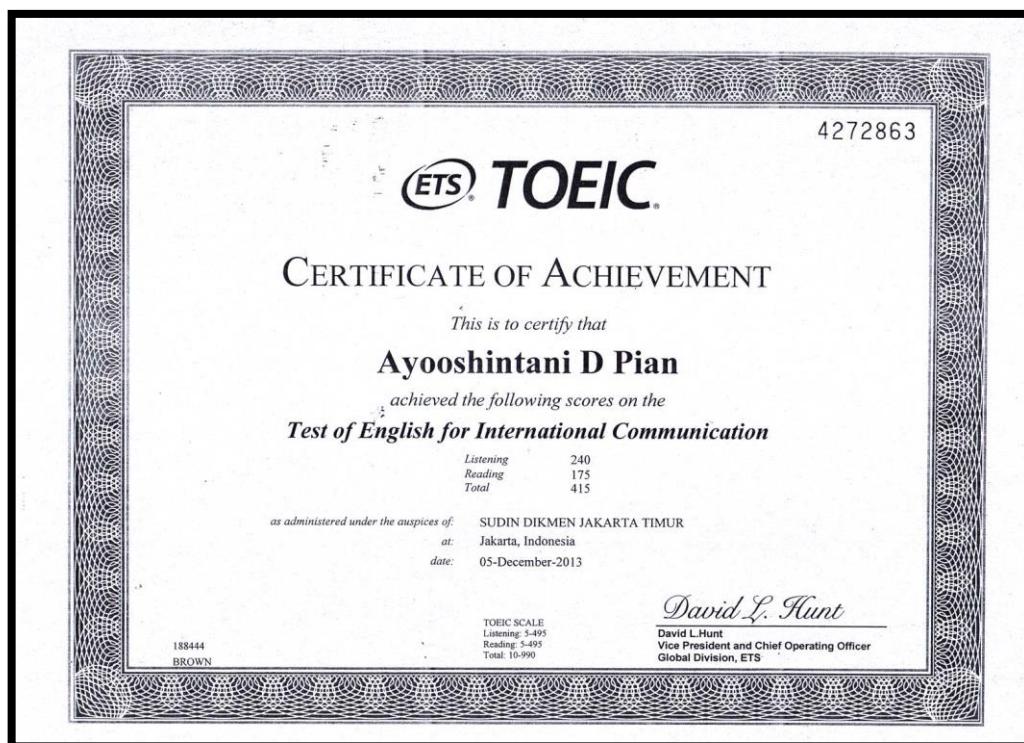 4272863
ETS® TOEIC®
CERTIFICATE OF ACHIEVEMENT
This is to certify that
Ayooshintani D Pian
achieved the following scores on the
Test of English for International Communication
Listening 240
Reading 175
Total 415
as administered under the auspices of: SUDIN DIKMEN JAKARTA TIMUR
at: Jakarta, Indonesia
date: 05-December-2013
David L. Hunt
TOEIC SCALE
Listening: 5-495
Reading: 5-495
Total: 10-990
David L.Hunt
Vice President and Chief Operating Officer
Global Division, ETS
188444
BROWN